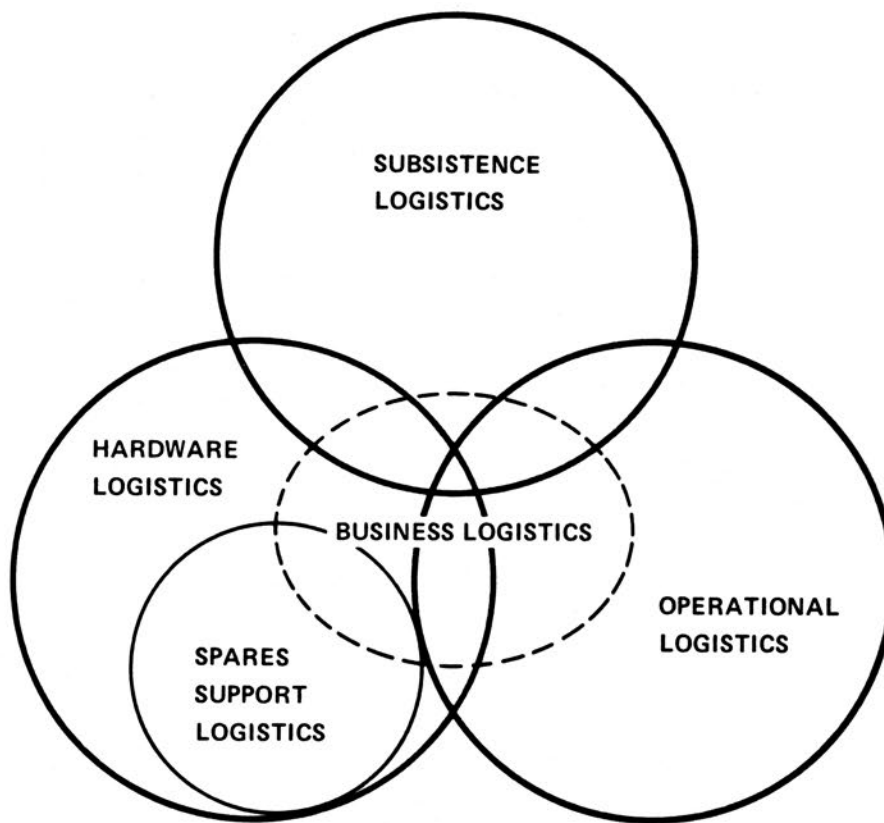 SUBSISTENCE
LOGISTICS
HARDWARE
LOGISTICS
BUSINESS LOGISTICS
OPERATIONAL
LOGISTICS
SPARES
SUPPORT
LOGISTICS